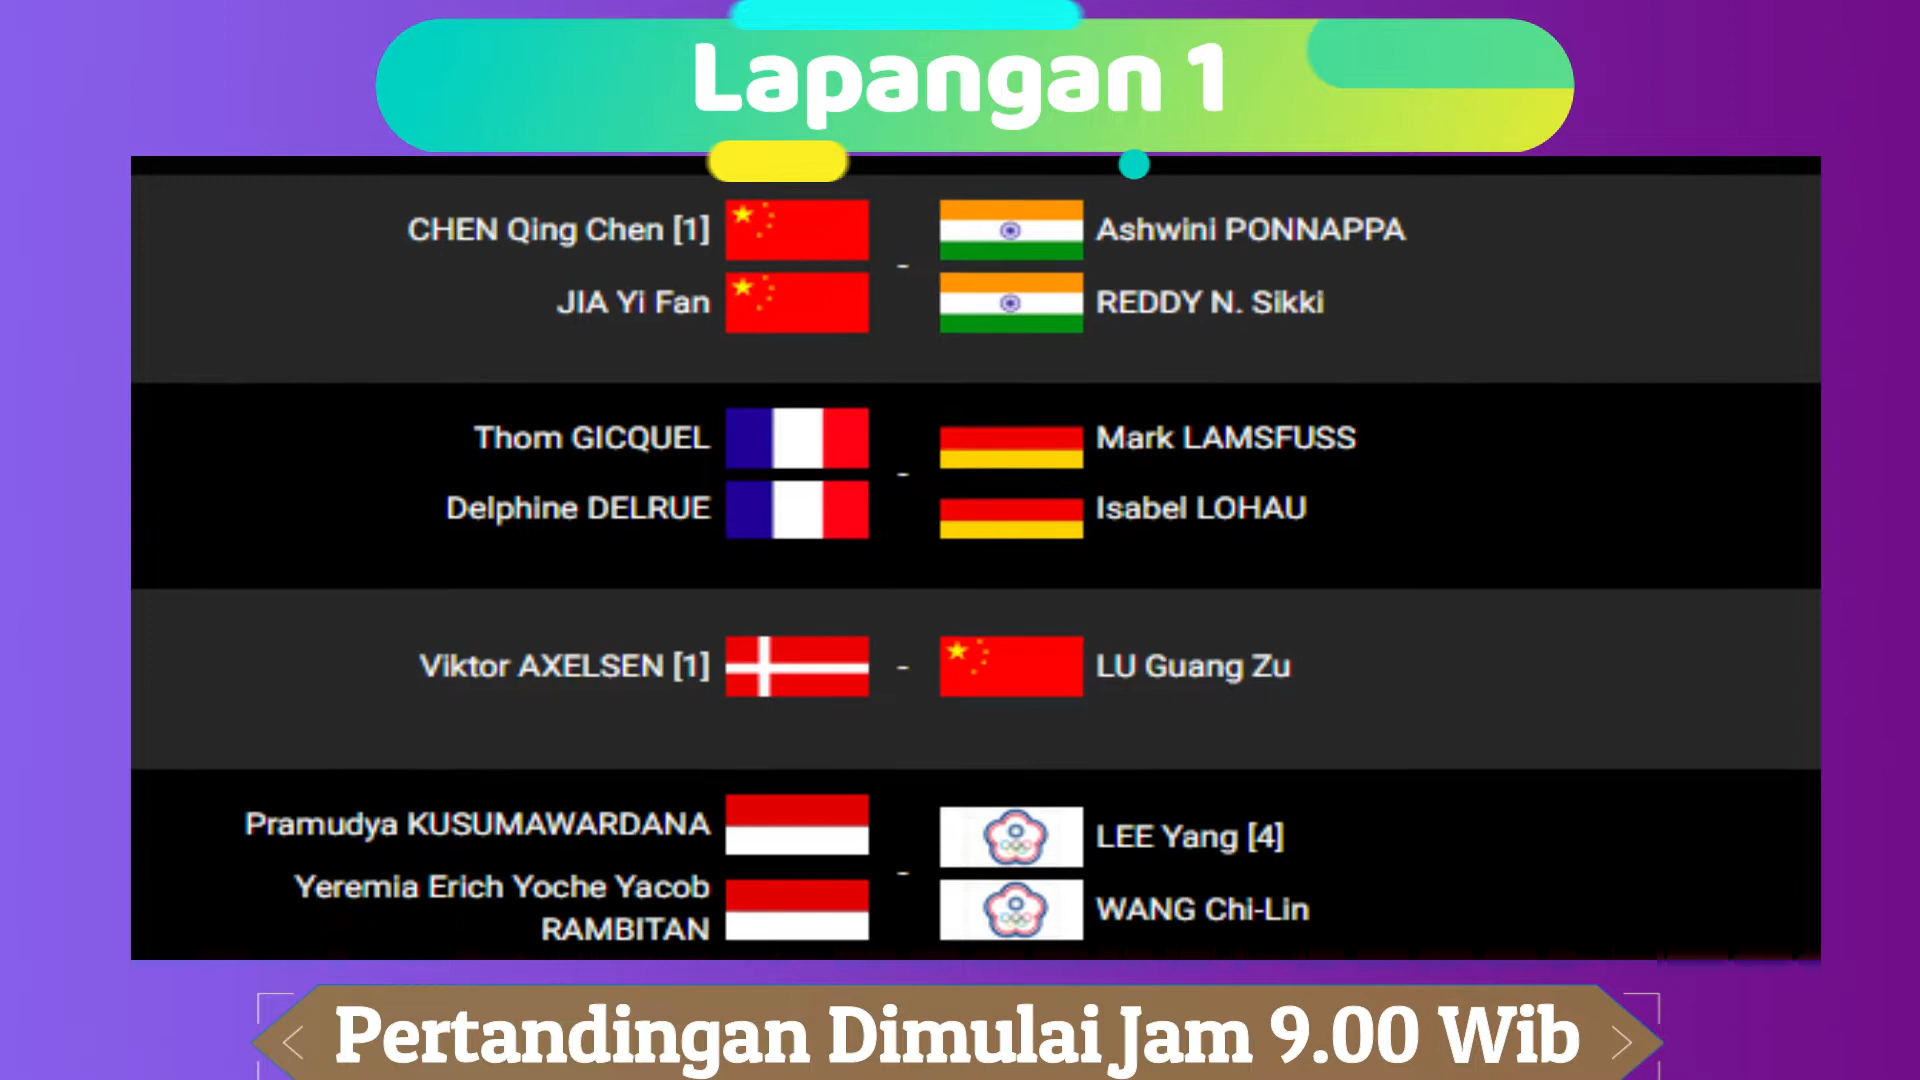 Lapangan 1
CHEN Qing Chen [1] - Ashwini PONNAPPA
JIA Yi Fan REDDY N. Sikki
Thom GICQUEL - Mark LAMSFUSS
Delphine DELRUE Isabel LOHAU
Viktor AXELSEN [1] - LU Guang Zu
Pramudya KUSUMAWARDANA - LEE Yang [4]
Yeremia Erich Yoche Yacob
RAMBITAN WANG Chi-Lin
Pertandingan Dimulai Jam 9.00 Wib